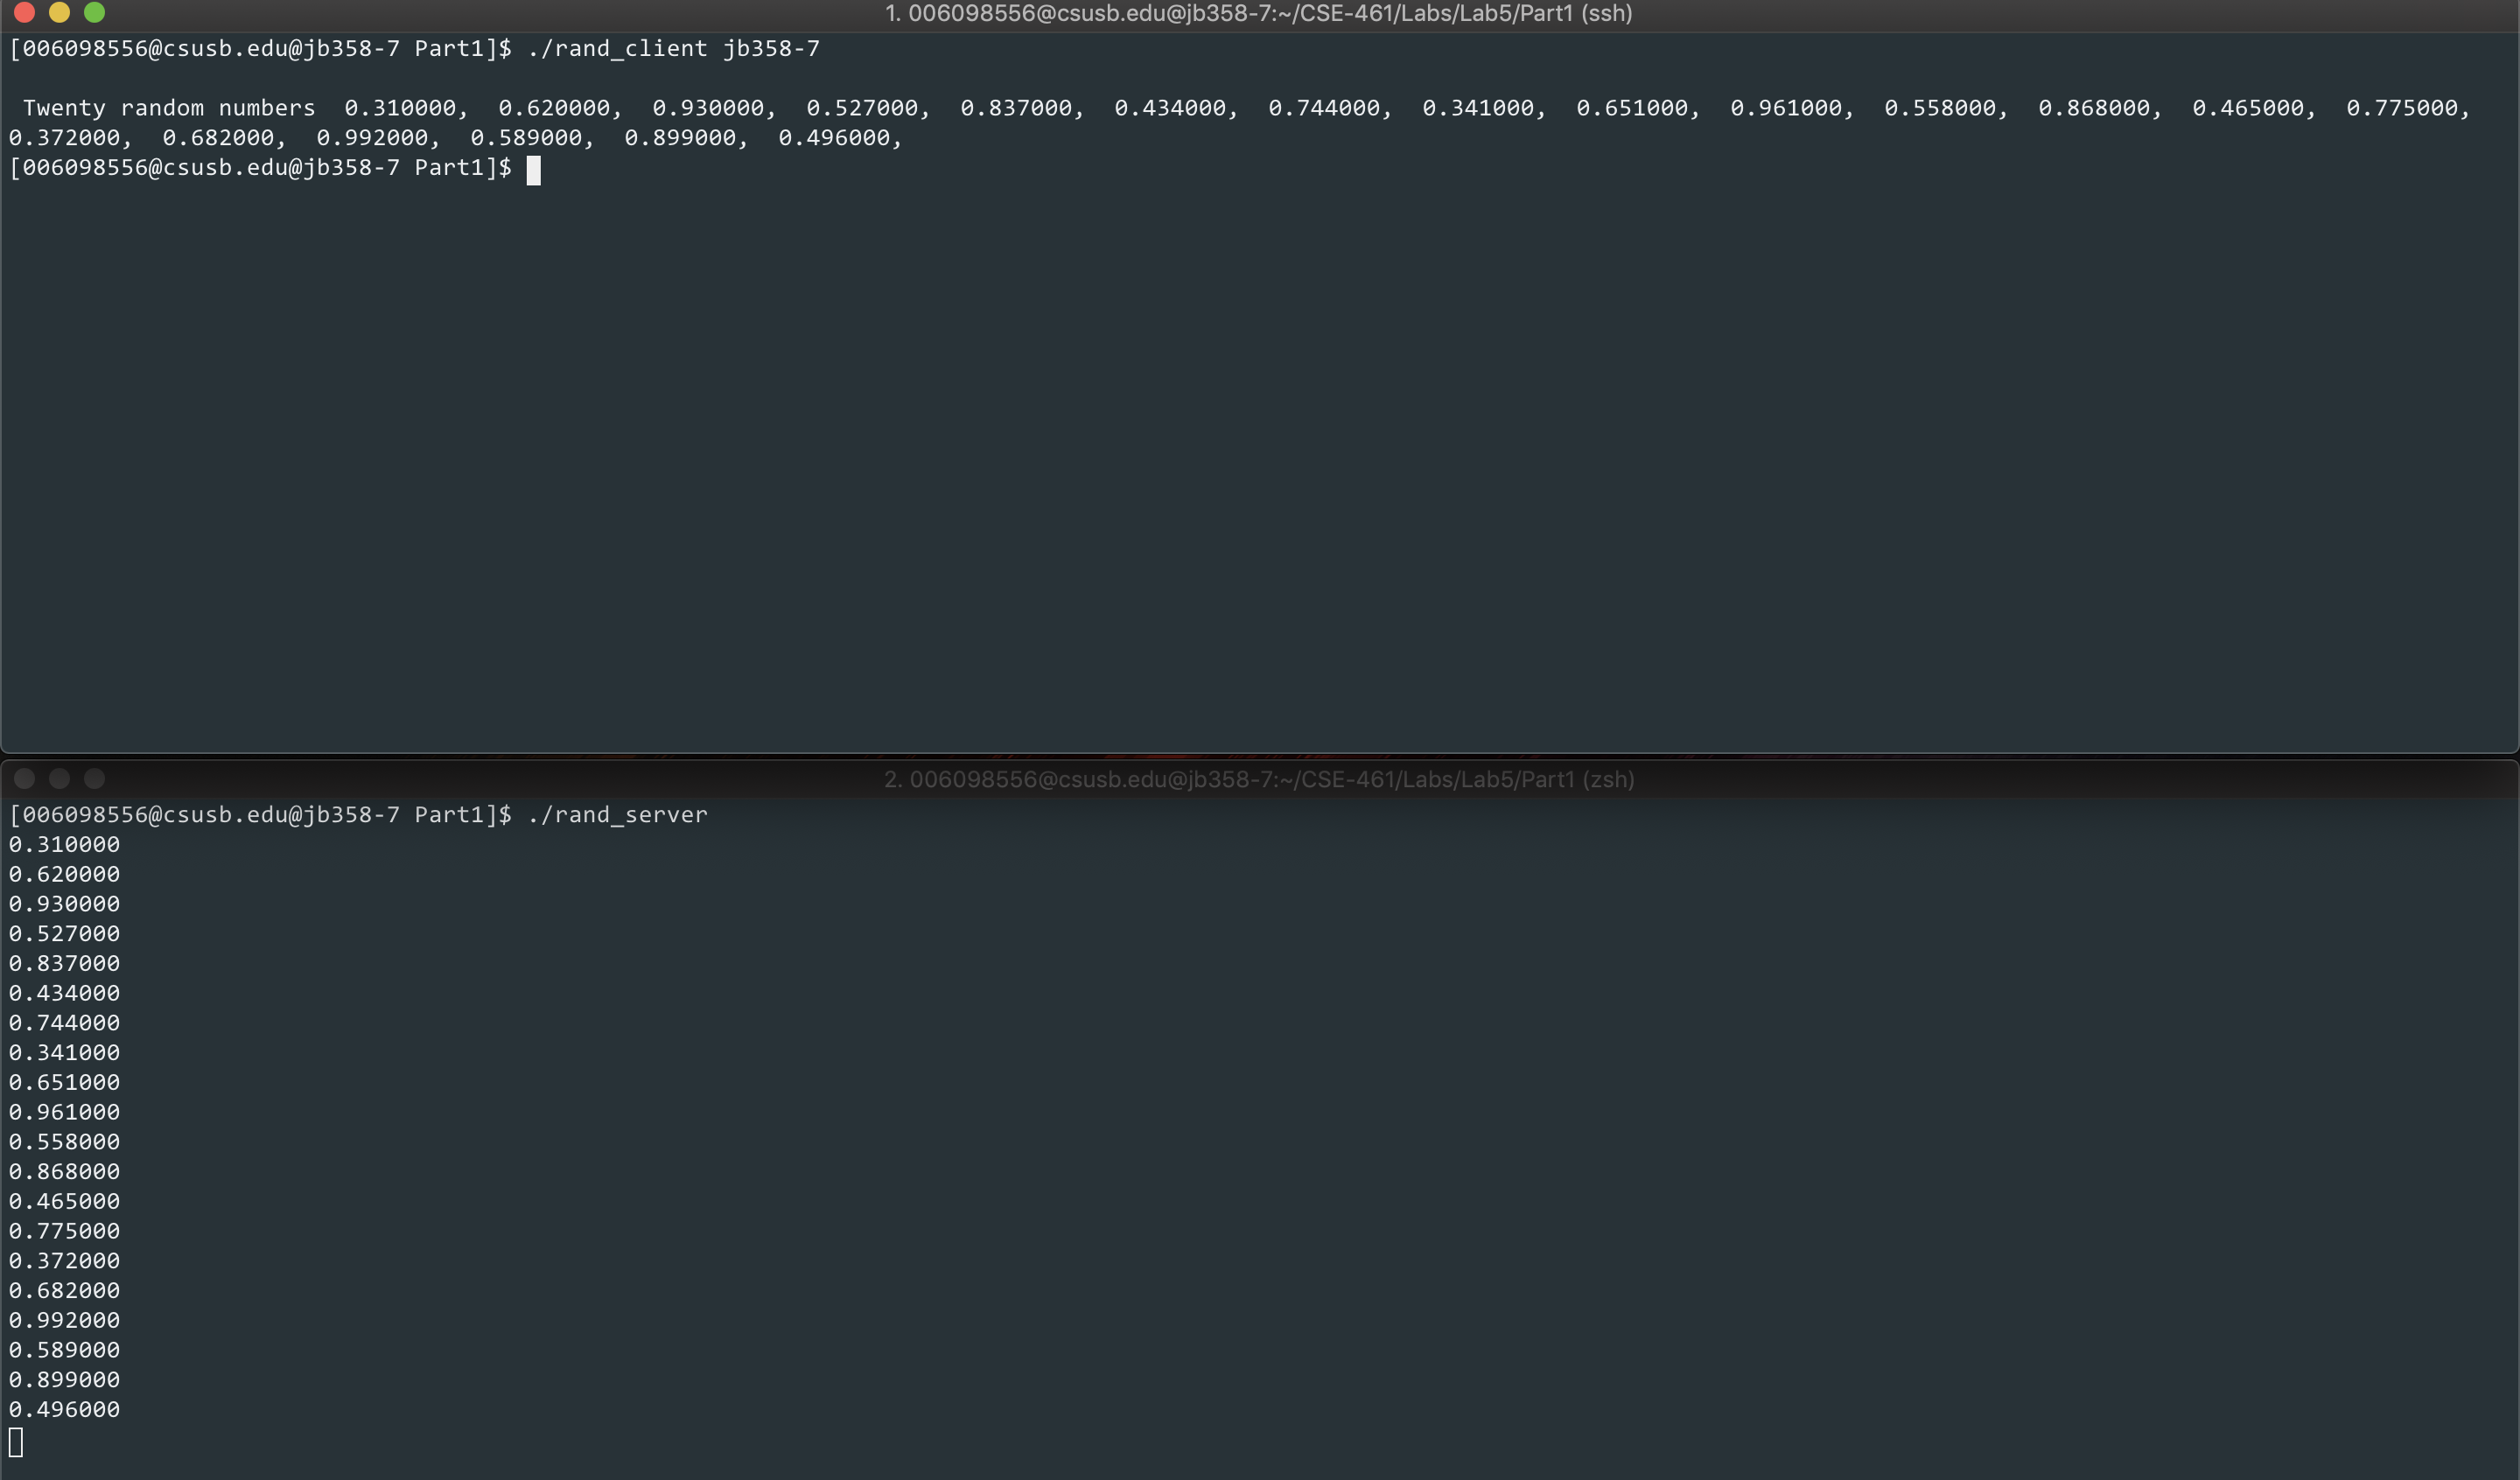 1. 006098556@csusb.edu@jb358-7:~/CSE-461/Labs/Lab5/Part1 (ssh)
[006098556@csusb.edu@jb358-7 Part1]$ ./rand_client jb358-7
Twenty random numbers  0.310000,  0.620000,  0.930000,  0.527000,  0.837000,  0.434000,  0.744000,  0.341000,  0.651000,  0.961000,  0.558000,  0.868000,  0.465000,  0.775000,
0.372000,  0.682000,  0.992000,  0.589000,  0.899000,  0.496000,
[006098556@csusb.edu@jb358-7 Part1]$
2. 006098556@csusb.edu@jb358-7:~/CSE-461/Labs/Lab5/Part1 (zsh)
[006098556@csusb.edu@jb358-7 Part1]$ ./rand_server
0.310000
0.620000
0.930000
0.527000
0.837000
0.434000
0.744000
0.341000
0.651000
0.961000
0.558000
0.868000
0.465000
0.775000
0.372000
0.682000
0.992000
0.589000
0.899000
0.496000